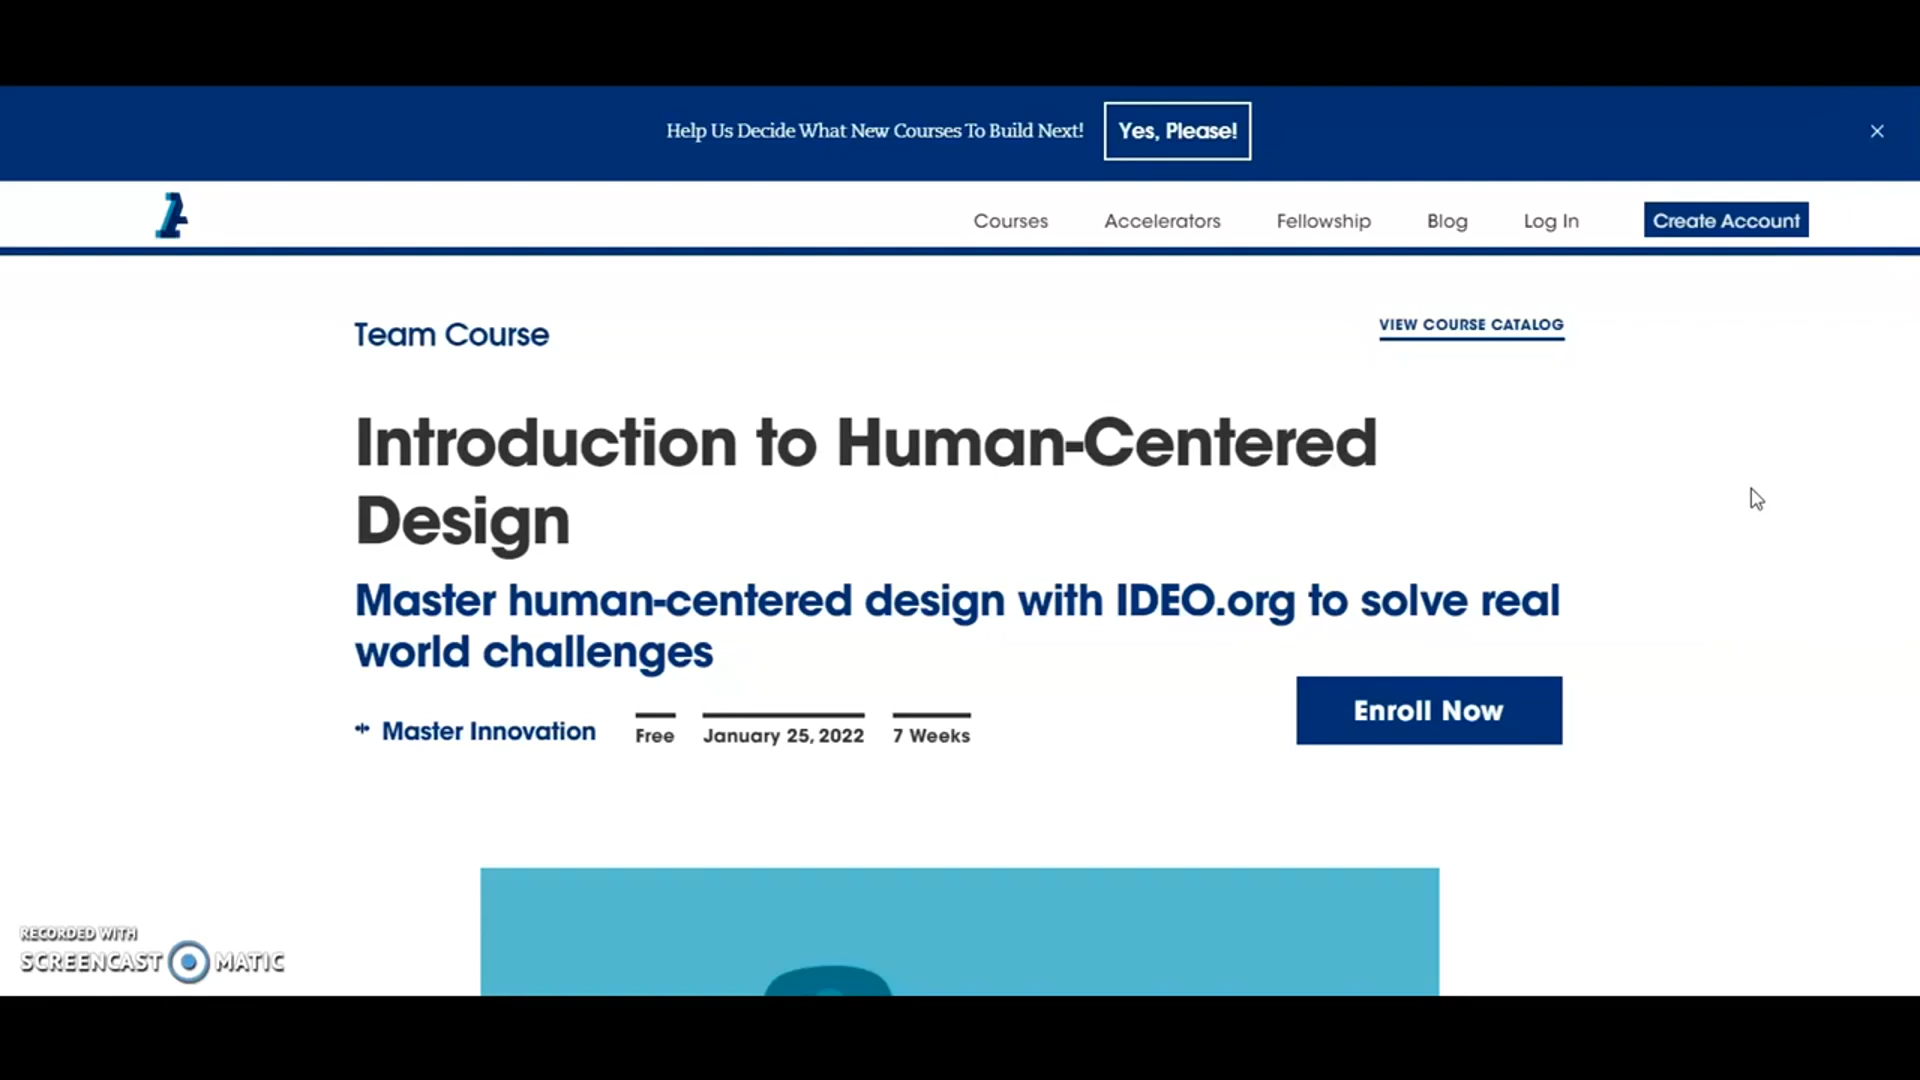 Help Us Decide What New Courses To Build Next! Yes, Please!
Courses Accelerators Fellowship Blog Log In Create Account
Team Course
VIEW COURSE CATALOG
Introduction to Human-Centered
Design
Master human-centered design with IDEO.org to solve real
world challenges
Master Innovation Free January 25, 2022 7 Weeks
Enroll Now
RECORDED WITH
SCREENCAST MATIC